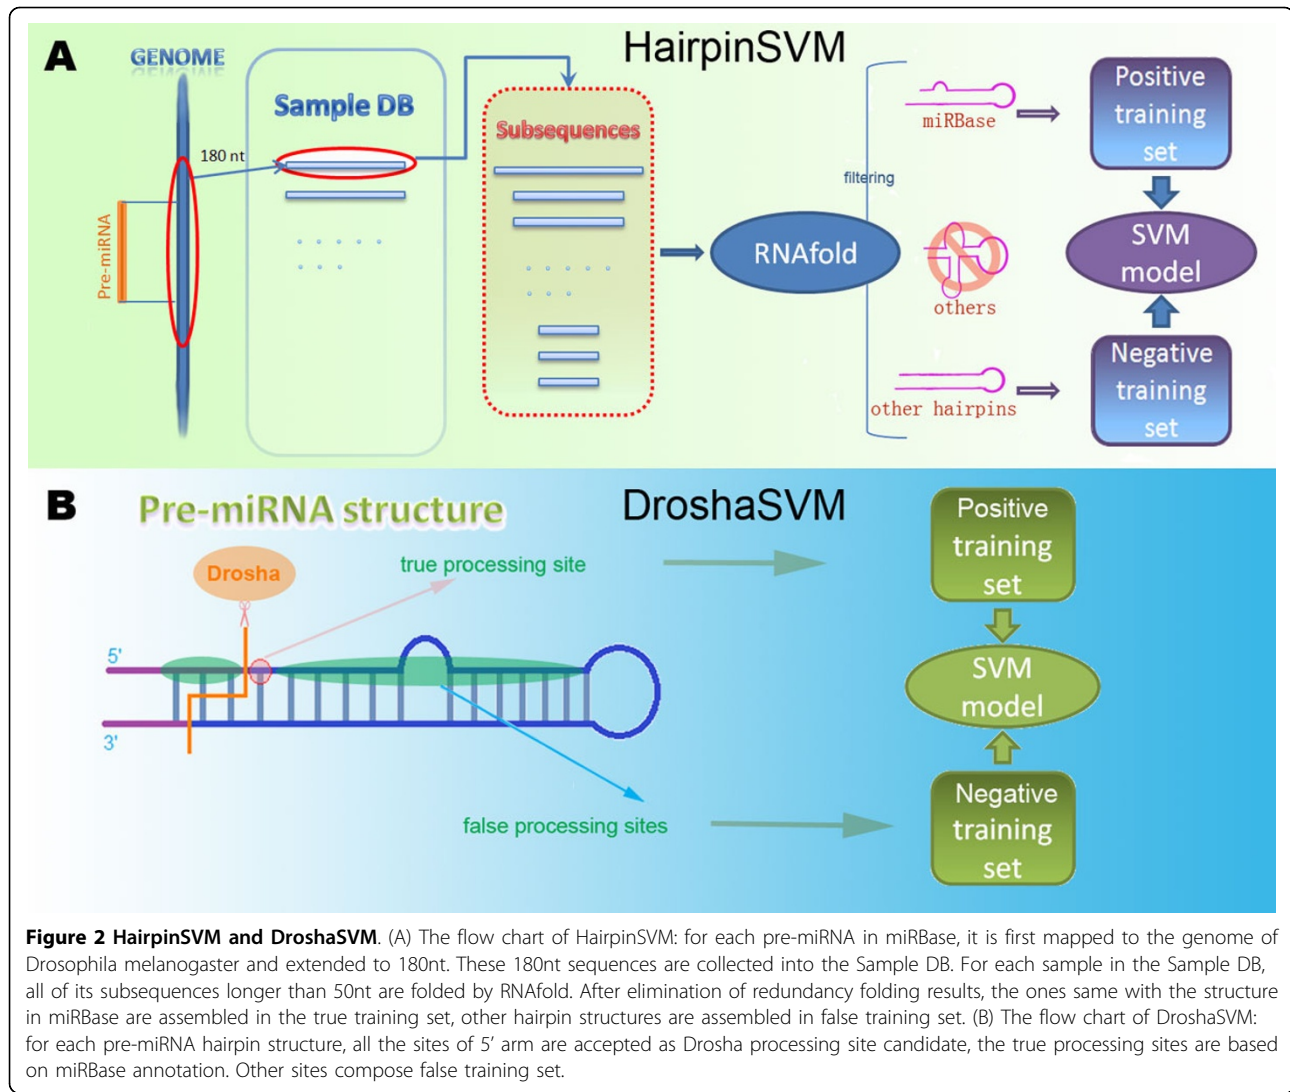 A
GENOME
HairpinSVM
Sample DB
180 nt
Pre-miRNA
Subsequences
RNAfold
filtering
miRBase
others
other hairpins
Positive
training
set
SVM
model
Negative
training
set
B
Pre-miRNA structure
DroshaSVM
Drosha
true processing site
5'
3'
false processing sites
Positive
training
set
SVM
model
Negative
training
set
Figure 2 HairpinSVM and DroshaSVM. (A) The flow chart of HairpinSVM: for each pre-miRNA in miRBase, it is first mapped to the genome of
Drosophila melanogaster and extended to 180nt. These 180nt sequences are collected into the Sample DB. For each sample in the Sample DB,
all of its subsequences longer than 50nt are folded by RNAfold. After elimination of redundancy folding results, the ones same with the structure
in miRBase are assembled in the true training set, other hairpin structures are assembled in false training set. (B) The flow chart of DroshaSVM:
for each pre-miRNA hairpin structure, all the sites of 5′ arm are accepted as Drosha processing site candidate, the true processing sites are based
on miRBase annotation. Other sites compose false training set.